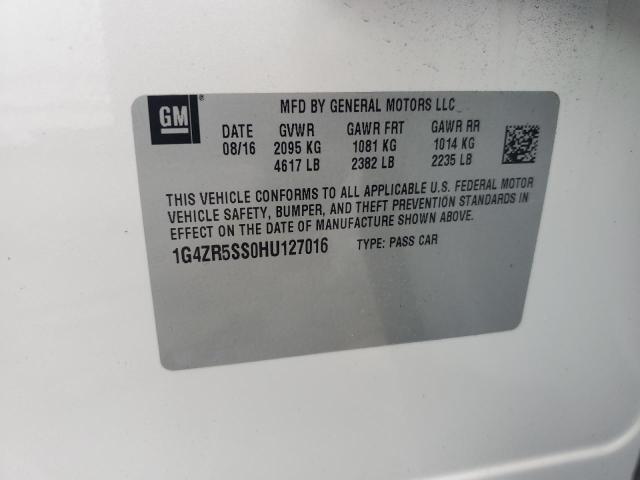 GM
MFD BY GENERAL MOTORS LLC
DATE GVWR GAWR FRT GAWR RR
08/16 2095 KG 1081 KG 1014 KG
4617 LB 2382 LB 2235 LB
THIS VEHICLE CONFORMS TO ALL APPLICABLE U.S. FEDERAL MOTOR
VEHICLE SAFETY, BUMPER, AND THEFT PREVENTION STANDARDS IN
EFFECT ON THE DATE OF MANUFACTURE SHOWN ABOVE.
1G4ZR5SS0HU127016 TYPE: PASS CAR